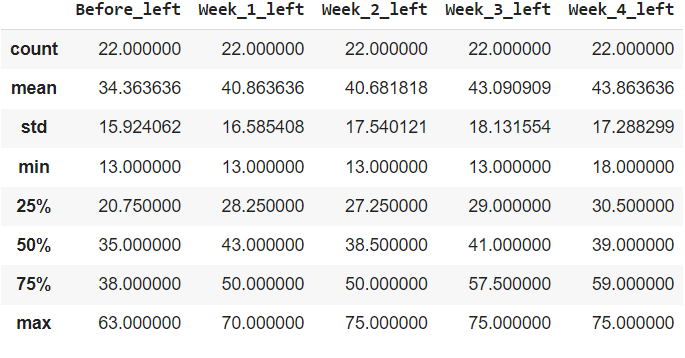 Before_left Week_1_left Week_2_left Week_3_left Week_4_left
count 22.000000 22.000000 22.000000 22.000000 22.000000
mean 34.363636 40.863636 40.681818 43.090909 43.863636
std 15.924062 16.585408 17.540121 18.131554 17.288299
min 13.000000 13.000000 13.000000 13.000000 18.000000
25% 20.750000 28.250000 27.250000 29.000000 30.500000
50% 35.000000 43.000000 38.500000 41.000000 39.000000
75% 38.000000 50.000000 50.000000 57.500000 59.000000
max 63.000000 70.000000 75.000000 75.000000 75.000000